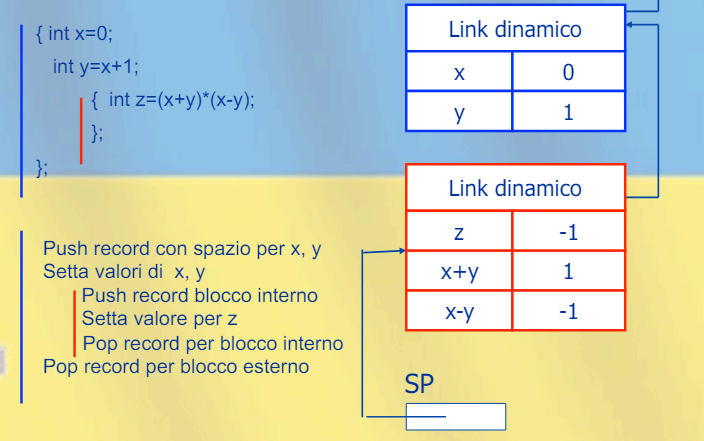 { int x=0;
int y=x+1;
{ int z=(x+y)*(x-y);
};
};
Push record con spazio per x, y
Setta valori di x, y
Push record blocco interno
Setta valore per z
Pop record per blocco interno
Pop record per blocco esterno
Link dinamico
x 0
y 1
Link dinamico
z -1
x+y 1
x-y -1
SP